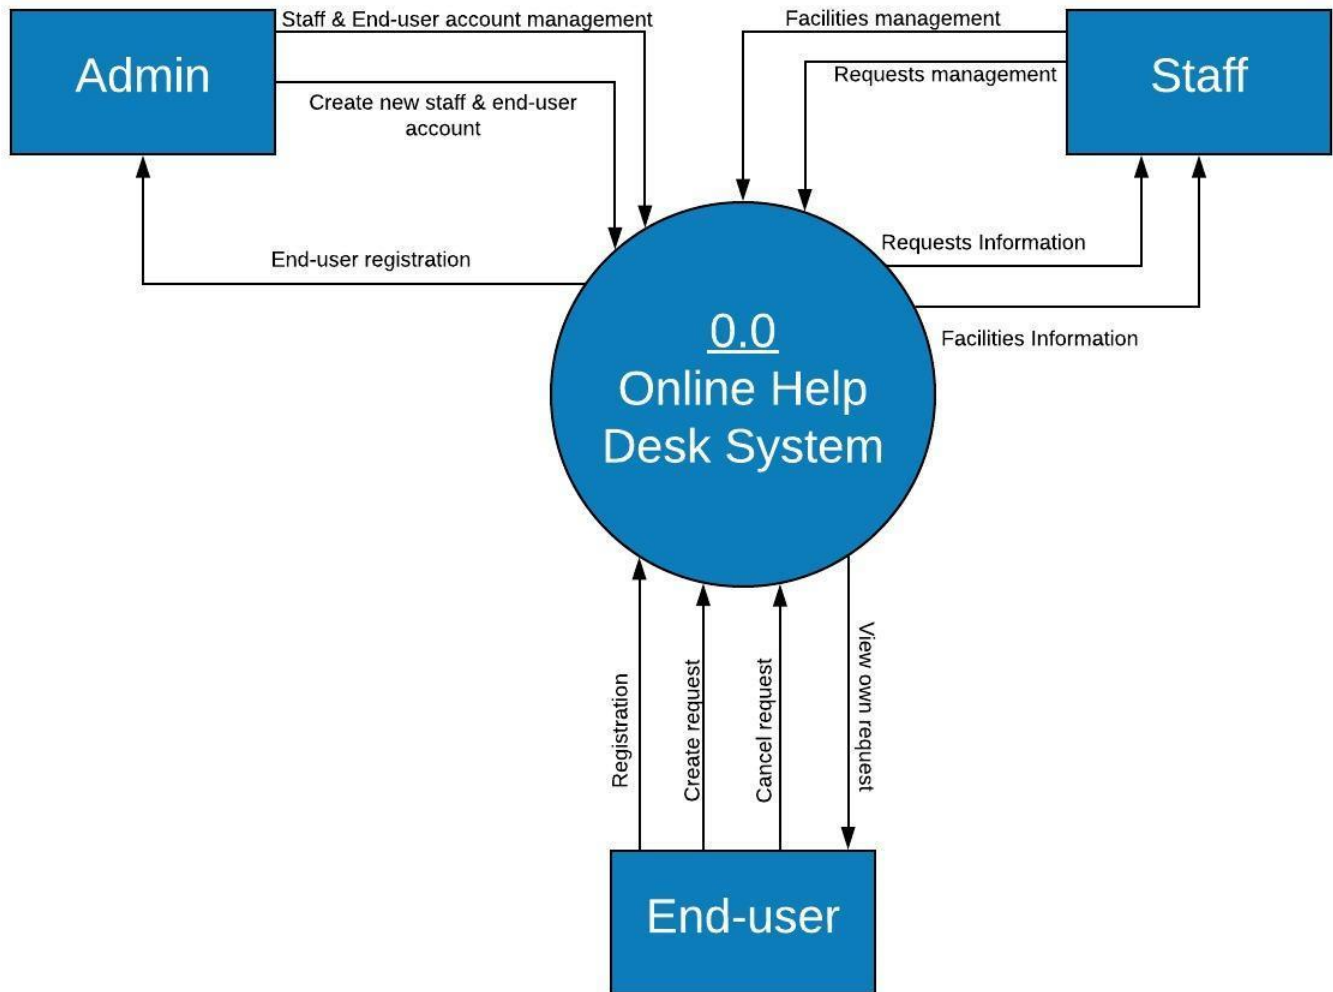 Staff & End-user account management
Facilities management
Admin
Requests management
Staff
Create new staff & end-user
account
Requests Information
End-user registration
0.0
Facilities Information
Online Help
Desk System
Registration
Create request
Cancel request
View own request
End-user